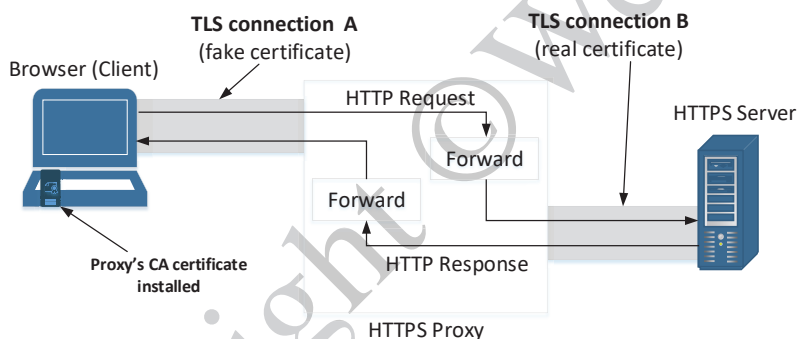 TLS connection A
(fake certificate)
TLS connection B
(real certificate)
Browser (Client)
HTTP Request
HTTPS Server
Forward
Forward
Proxy's CA certificate
installed
HTTP Response
HTTPS Proxy
right © W